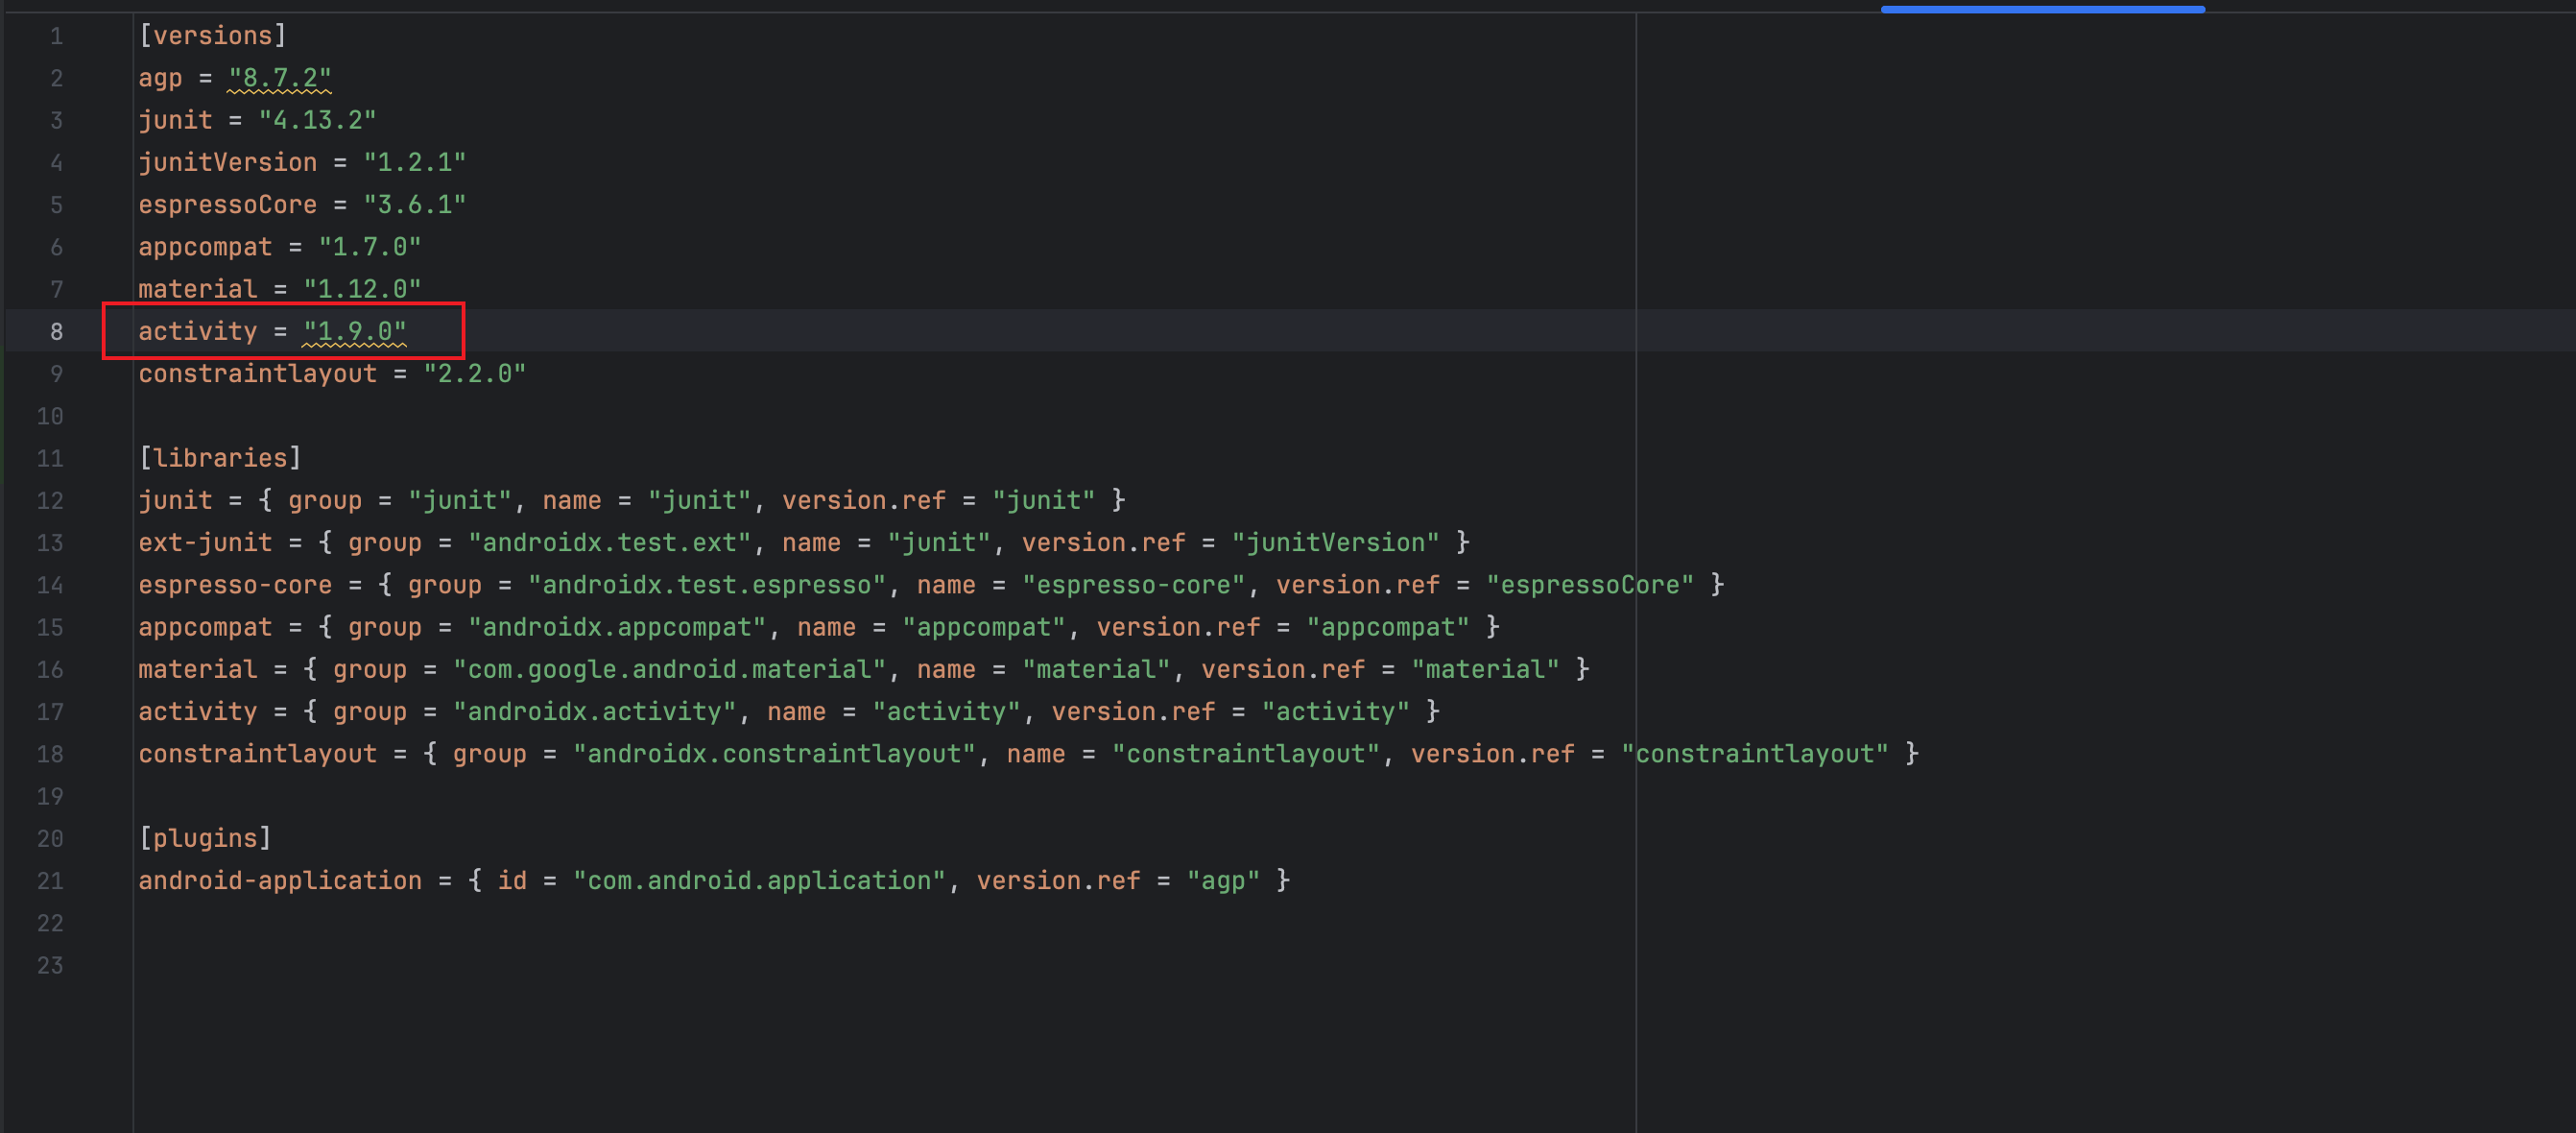 1 [versions]
2 agp = "8.7.2"
3 junit = "4.13.2"
4 junitVersion = "1.2.1"
5 espressoCore = "3.6.1"
6 appcompat = "1.7.0"
7 material = "1.12.0"
8 activity = "1.9.0"
9 constraintlayout = "2.2.0"
10
11 [libraries]
12 junit = { group = "junit", name = "junit", version.ref = "junit" }
13 ext-junit = { group = "androidx.test.ext", name = "junit", version.ref = "junitVersion" }
14 espresso-core = { group = "androidx.test.espresso", name = "espresso-core", version.ref = "espressoCore" }
15 appcompat = { group = "androidx.appcompat", name = "appcompat", version.ref = "appcompat" }
16 material = { group = "com.google.android.material", name = "material", version.ref = "material" }
17 activity = { group = "androidx.activity", name = "activity", version.ref = "activity" }
18 constraintlayout = { group = "androidx.constraintlayout", name = "constraintlayout", version.ref = "constraintlayout" }
19
20 [plugins]
21 android-application = { id = "com.android.application", version.ref = "agp" }
22
23